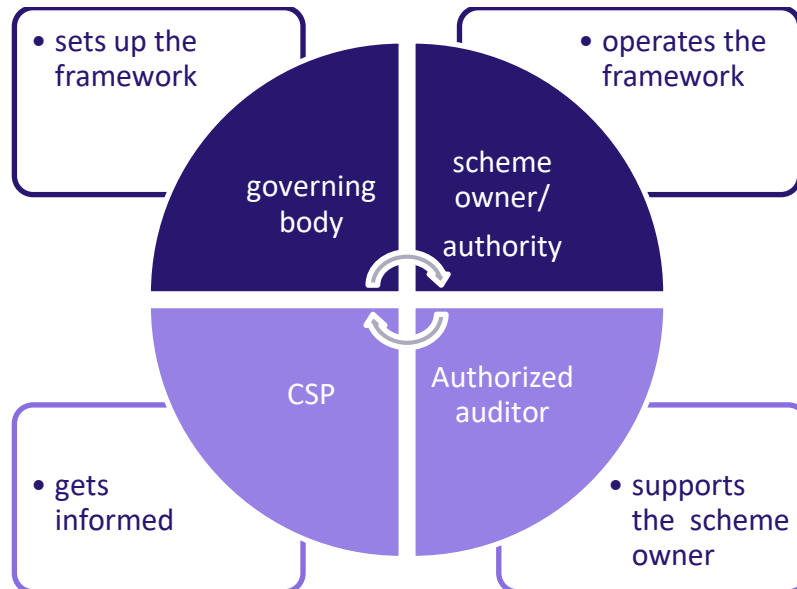 • sets up the
framework
• operates the
framework
governing
body
scheme
owner/
authority
CSP
Authorized
auditor
• gets
informed
• supports
the scheme
owner